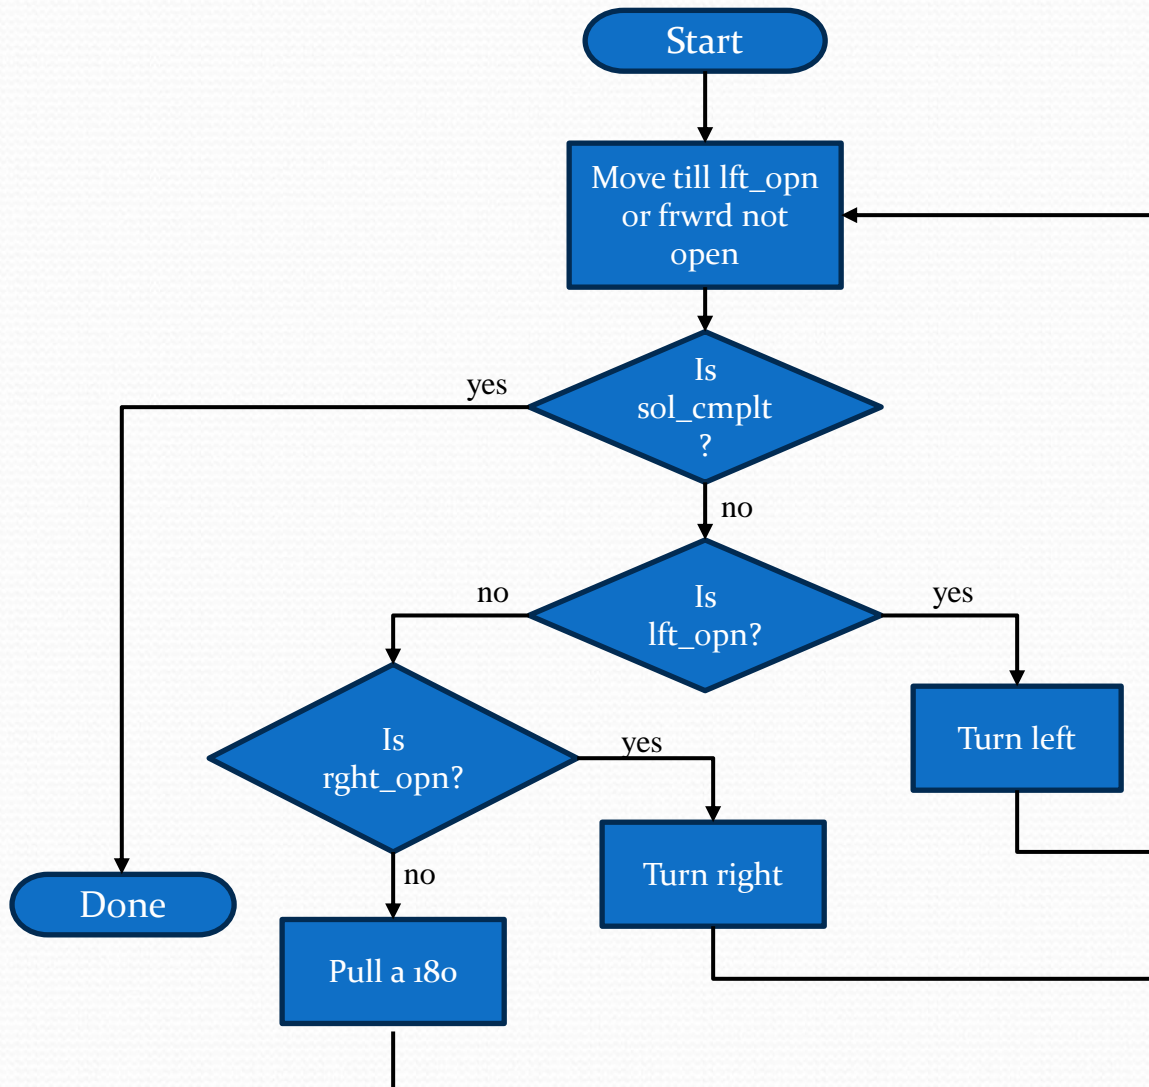 Start
Move till lft_opn
or frwrd not
open
Is
sol_cmplt
?
yes
no
Is
lft_opn?
no
yes
Is
rght_opn?
yes
no
Turn left
Turn right
Done
Pull a 180